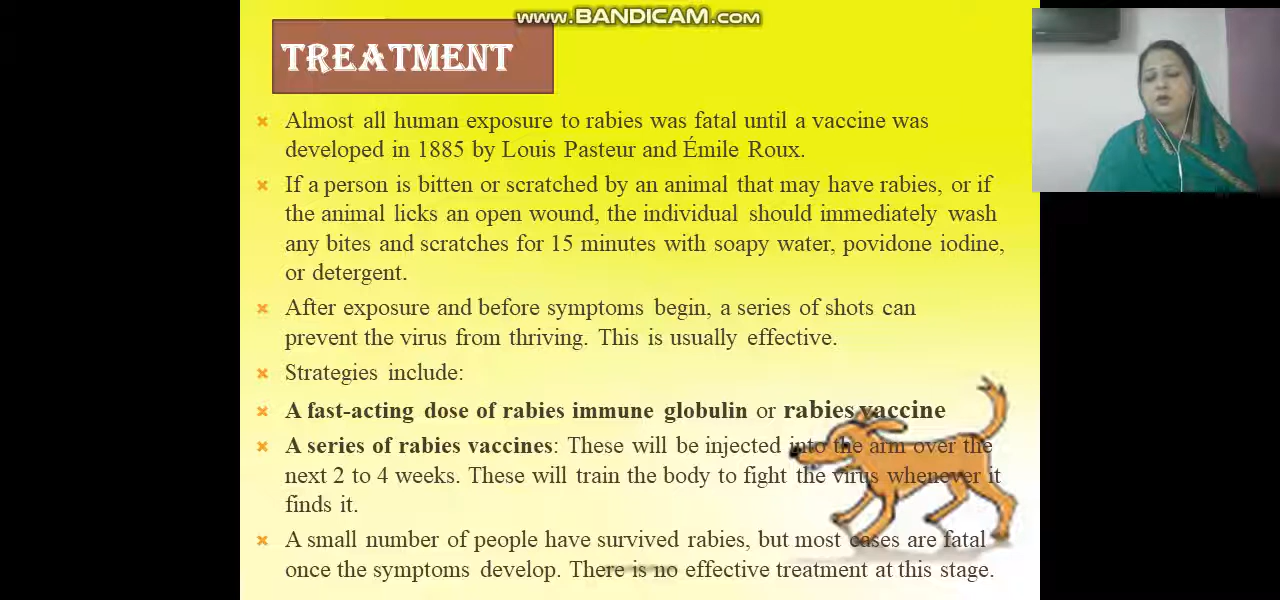 www.BANDICAM.com
TREATMENT
Almost all human exposure to rabies was fatal until a vaccine was
developed in 1885 by Louis Pasteur and Émile Roux.
If a person is bitten or scratched by an animal that may have rabies, or if
the animal licks an open wound, the individual should immediately wash
any bites and scratches for 15 minutes with soapy water, povidone iodine,
or detergent.
After exposure and before symptoms begin, a series of shots can
prevent the virus from thriving. This is usually effective.
Strategies include:
A fast-acting dose of rabies immune globulin or rabies vaccine
A series of rabies vaccines: These will be injected into the arm over the
next 2 to 4 weeks. These will train the body to fight the virus whenever it
finds it.
A small number of people have survived rabies, but most cases are fatal
once the symptoms develop. There is no effective treatment at this stage.